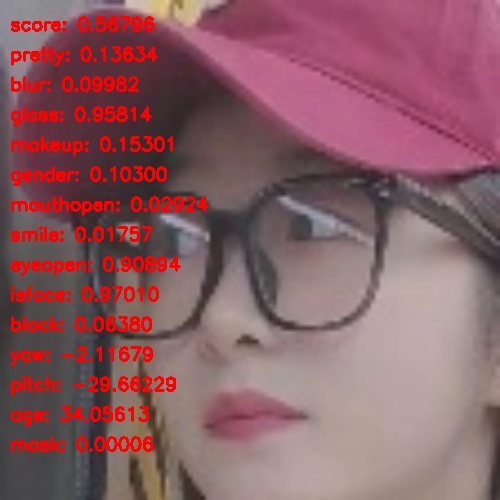 score: 0.56796
pretty: 0.13634
blur: 0.09982
glass: 0.95814
makeup: 0.15301
gender: 0.10300
mouthopen: 0.02924
smile: 0.01757
eyeopen: 0.90894
isface: 0.97010
block: 0.06380
yaw: -2.11679
pitch: -29.66229
age: 34.05613
mask: 0.00006